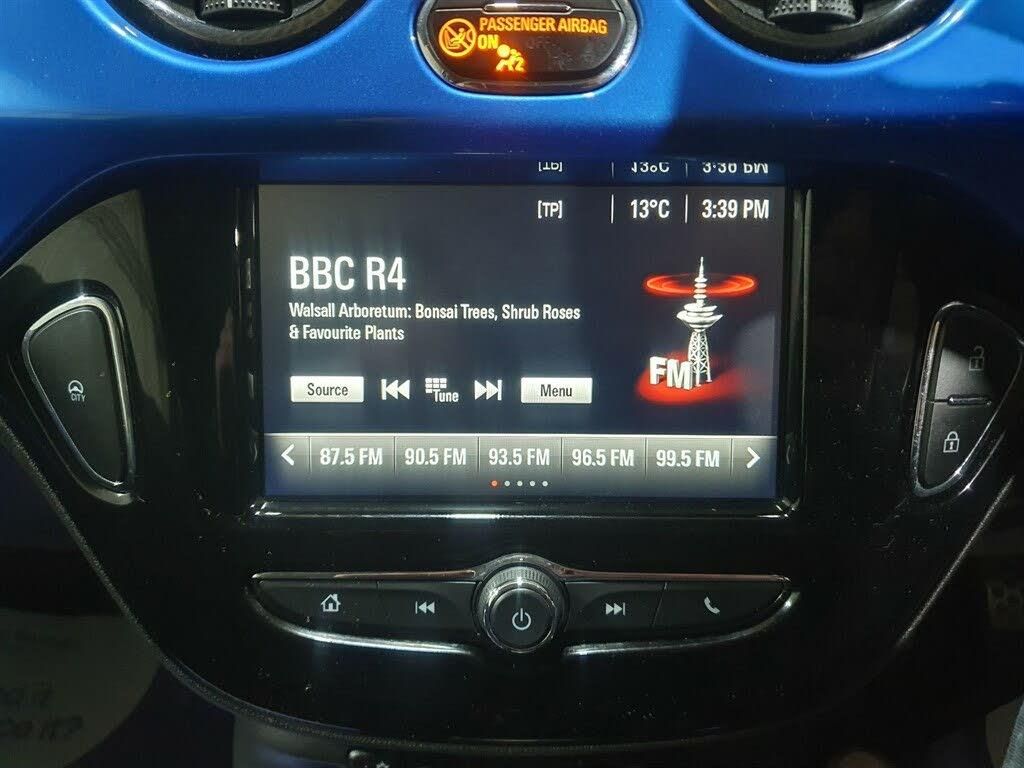 PASSENGER AIRBAG
ON OFF 2
[TP] 13°C 3:39 PM
BBC R4
Walsall Arboretum: Bonsai Trees, Shrub Roses
& Favourite Plants
FM
Source Tune Menu
87.5 FM 90.5 FM 93.5 FM 96.5 FM 99.5 FM
CITY